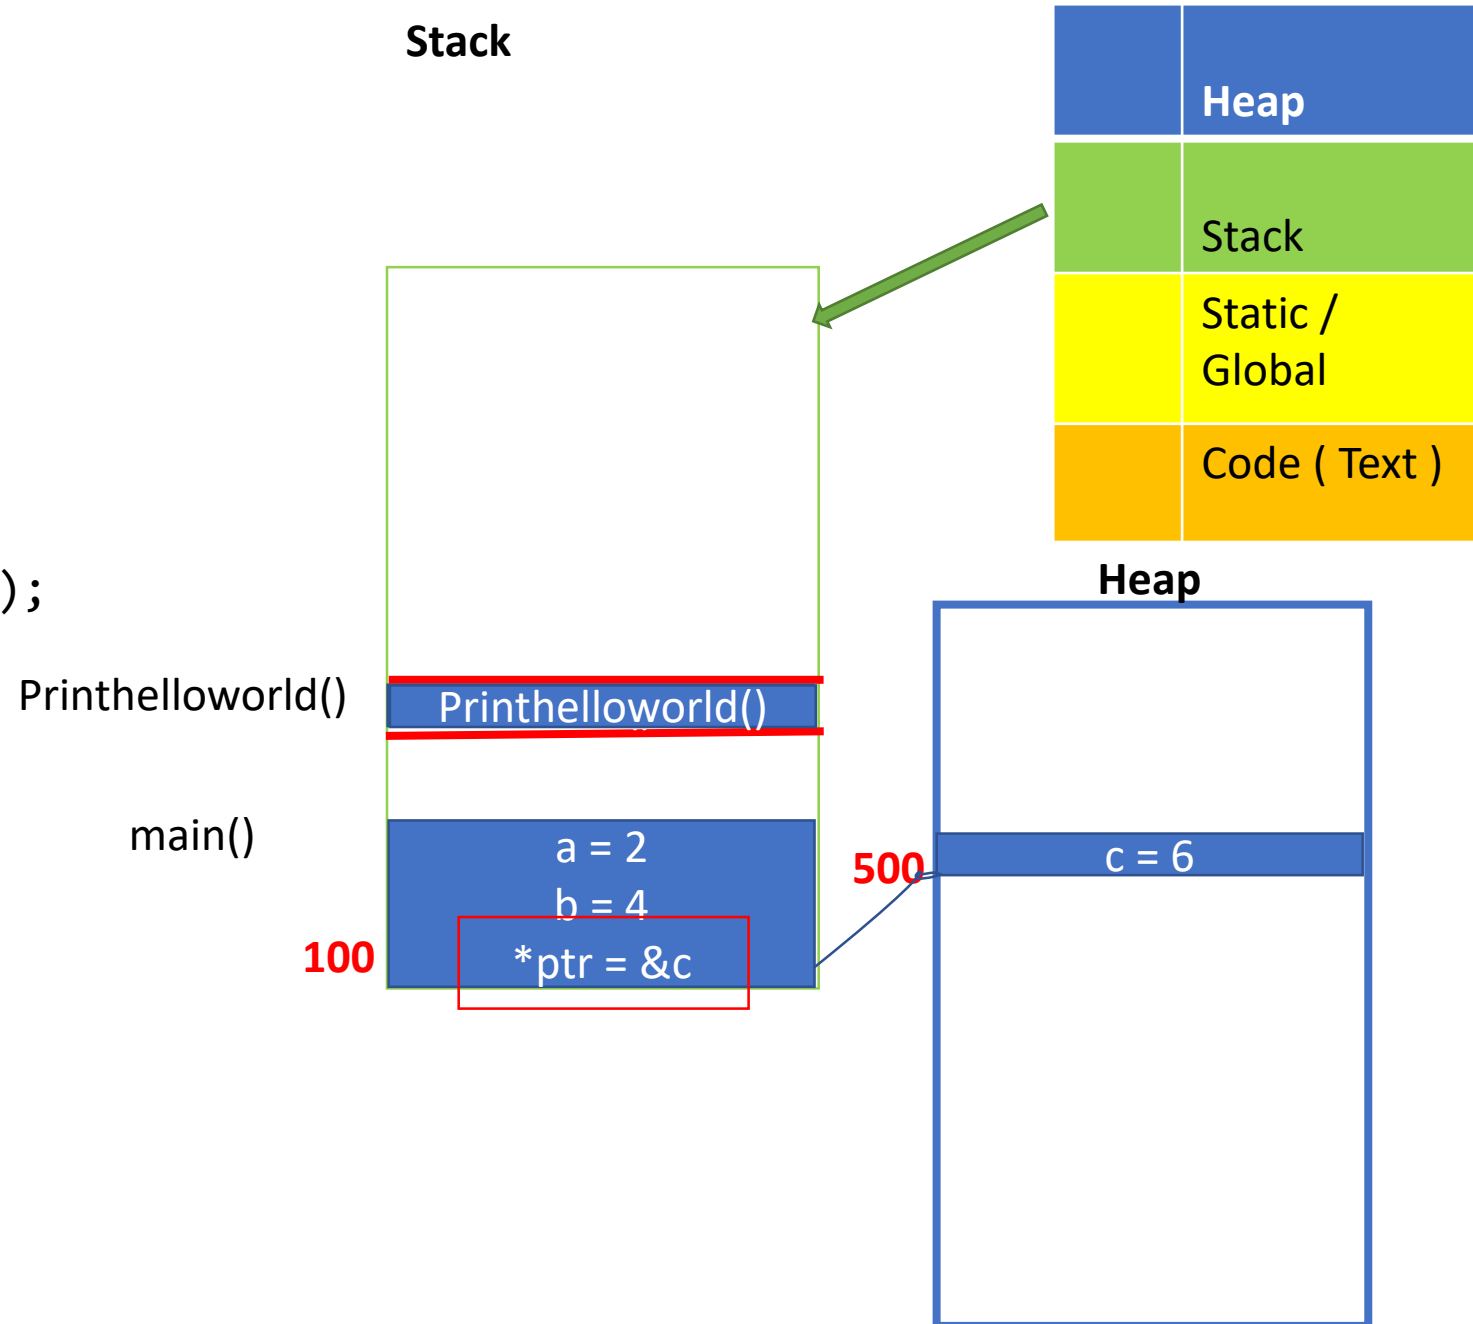 Stack
Heap
Stack
Static /
Global
Code ( Text )
);
Heap
Printhelloworld()
Printhelloworld()
main()
a = 2
b = 4
100
*ptr = &c
500
c = 6